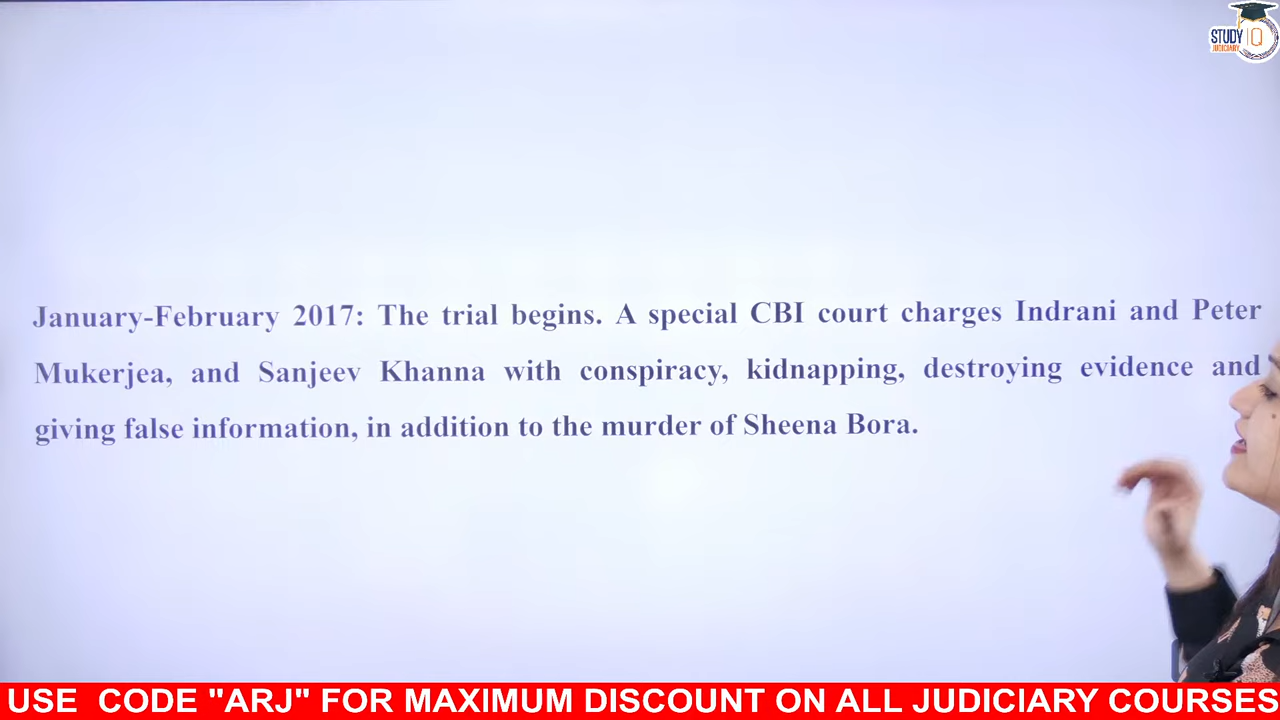 STUDY IQ
JUDICIARY
January-February 2017: The trial begins. A special CBI court charges Indrani and Peter
Mukerjea, and Sanjeev Khanna with conspiracy, kidnapping, destroying evidence and
giving false information, in addition to the murder of Sheena Bora.
USE CODE "ARJ" FOR MAXIMUM DISCOUNT ON ALL JUDICIARY COURSES